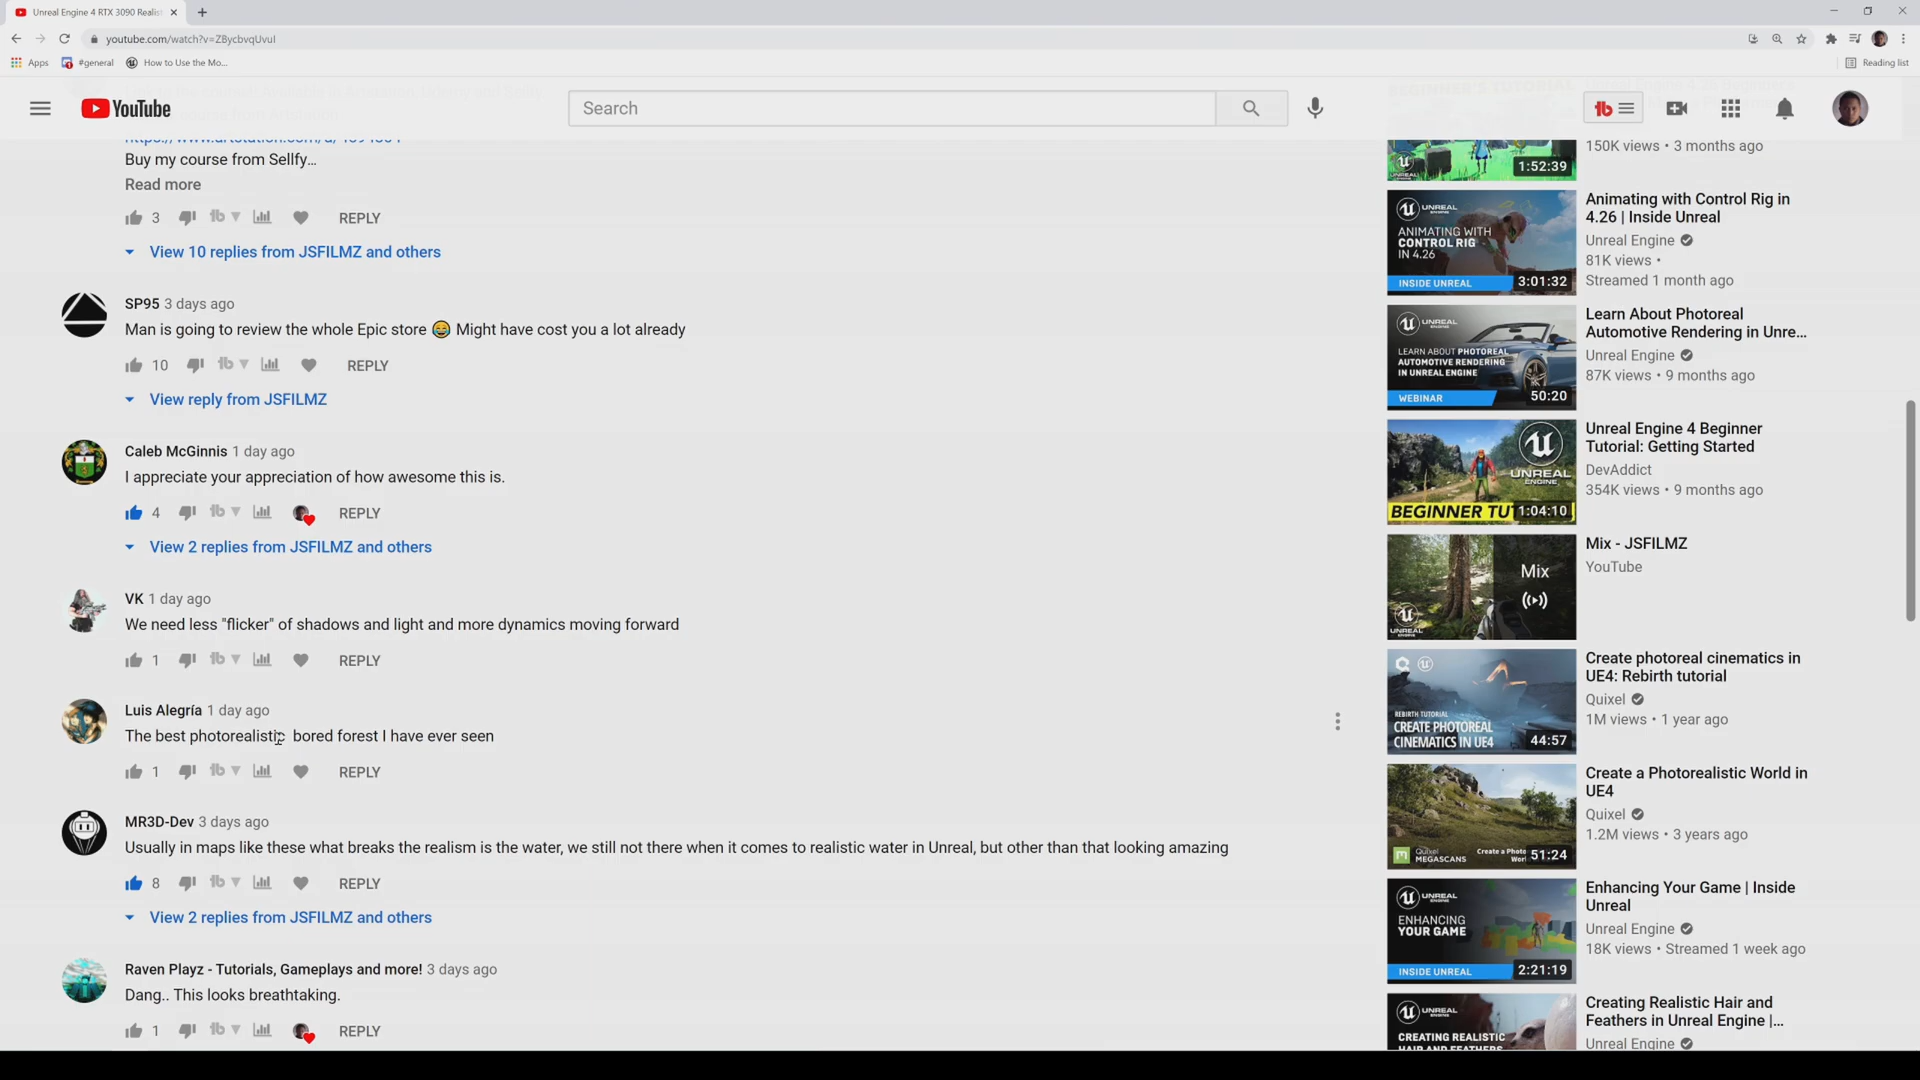 Unreal Engine 4 RTX 3090 Realis
youtube.com/watch?v=ZBycbvqUvuI
Apps
#general
How to Use the Mo...
Reading list
YouTube
Search
Buy my course from Sellfy…
Read more
3
REPLY
View 10 replies from JSFILMZ and others
SP95 3 days ago
Man is going to review the whole Epic store 😂 Might have cost you a lot already
10
REPLY
View reply from JSFILMZ
Caleb McGinnis 1 day ago
I appreciate your appreciation of how awesome this is.
4
REPLY
View 2 replies from JSFILMZ and others
VK 1 day ago
We need less "flicker" of shadows and light and more dynamics moving forward
1
REPLY
Luis Alegría 1 day ago
The best photorealistic bored forest I have ever seen
1
REPLY
MR3D-Dev 3 days ago
Usually in maps like these what breaks the realism is the water, we still not there when it comes to realistic water in Unreal, but other than that looking amazing
8
REPLY
View 2 replies from JSFILMZ and others
Raven Playz - Tutorials, Gameplays and more! 3 days ago
Dang.. This looks breathtaking.
1
REPLY
1:52:39
150K views • 3 months ago
UNREAL ENGINE
ANIMATING WITH
CONTROL RIG
IN 4.26
INSIDE UNREAL
3:01:32
Animating with Control Rig in
4.26 | Inside Unreal
Unreal Engine
81K views •
Streamed 1 month ago
UNREAL ENGINE
LEARN ABOUT PHOTOREAL
AUTOMOTIVE RENDERING
IN UNREAL ENGINE
WEBINAR
50:20
Learn About Photoreal
Automotive Rendering in Unre...
Unreal Engine
87K views • 9 months ago
UNREAL
ENGINE
BEGINNER TUT
1:04:10
Unreal Engine 4 Beginner
Tutorial: Getting Started
DevAddict
354K views • 9 months ago
Mix
Mix - JSFILMZ
YouTube
REBIRTH TUTORIAL
CREATE PHOTOREAL
CINEMATICS IN UE4
44:57
Create photoreal cinematics in
UE4: Rebirth tutorial
Quixel
1M views • 1 year ago
Quixel
MEGASCANS
51:24
Create a Photorealistic World in
UE4
Quixel
1.2M views • 3 years ago
UNREAL ENGINE
ENHANCING
YOUR GAME
INSIDE UNREAL
2:21:19
Enhancing Your Game | Inside
Unreal
Unreal Engine
18K views • Streamed 1 week ago
CREATING REALISTIC
HAIR AND FEATHERS
Creating Realistic Hair and
Feathers in Unreal Engine |...
Unreal Engine